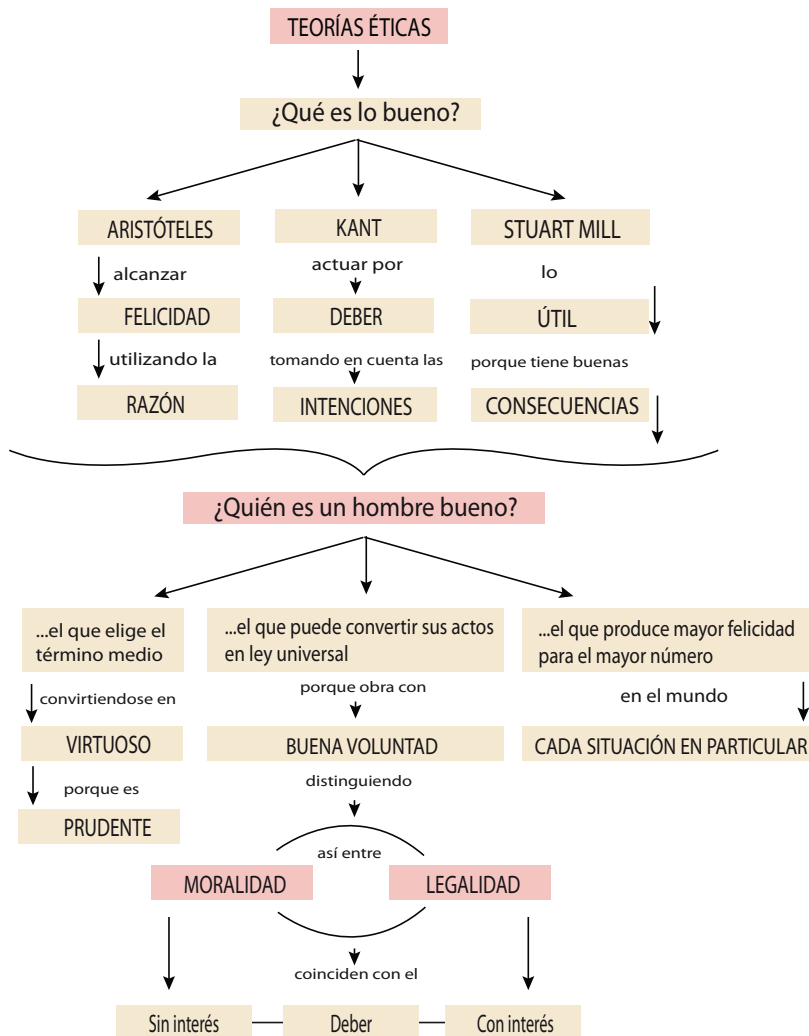 TEORÍAS ÉTICAS
¿Qué es lo bueno?
ARISTÓTELES
KANT
STUART MILL
alcanzar
actuar por
lo
FELICIDAD
DEBER
ÚTIL
utilizando la
tomando en cuenta las
porque tiene buenas
RAZÓN
INTENCIONES
CONSECUENCIAS
¿Quién es un hombre bueno?
...el que elige el
término medio
...el que puede convertir sus actos
en ley universal
...el que produce mayor felicidad
para el mayor número
convirtiendose en
porque obra con
en el mundo
VIRTUOSO
BUENA VOLUNTAD
CADA SITUACIÓN EN PARTICULAR
porque es
distinguiendo
PRUDENTE
así entre
MORALIDAD
LEGALIDAD
coinciden con el
Sin interés
Deber
Con interés